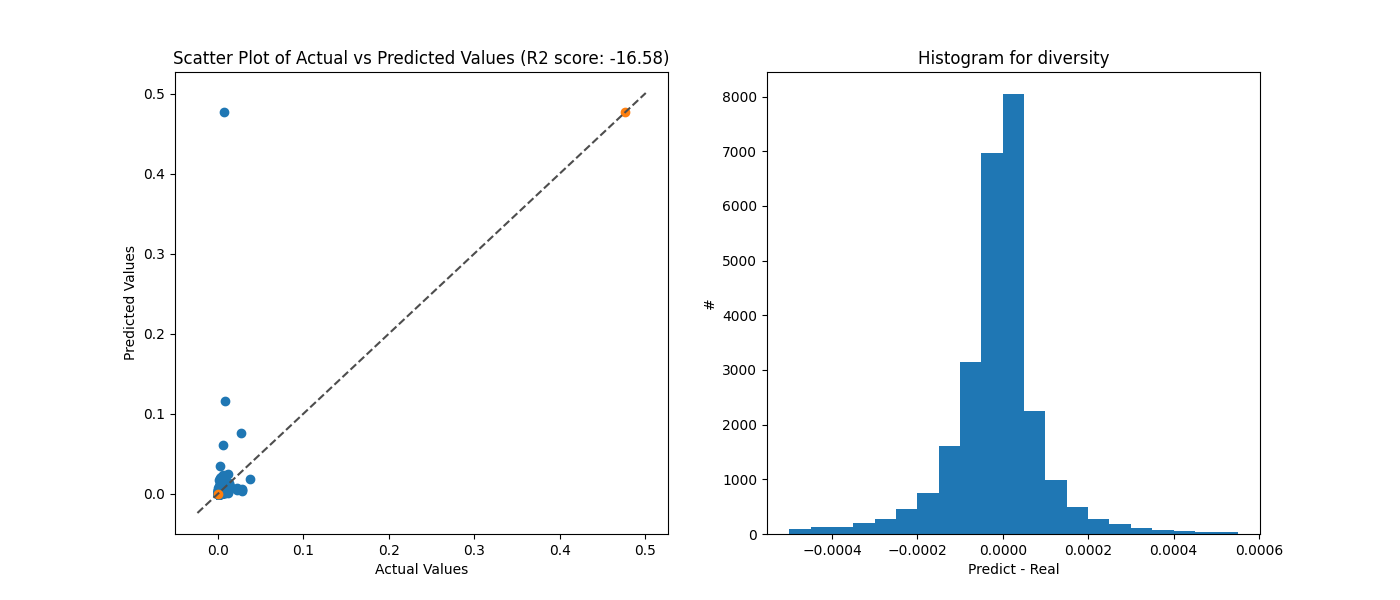 Scatter Plot of Actual vs Predicted Values (R2 score: -16.58)
Predicted Values
0.5
0.4
0.3
0.2
0.1
0.0
0.0 0.1 0.2 0.3 0.4 0.5
Actual Values
Histogram for diversity
#
8000
7000
6000
5000
4000
3000
2000
1000
0
−0.0004 −0.0002 0.0000 0.0002 0.0004 0.0006
Predict - Real